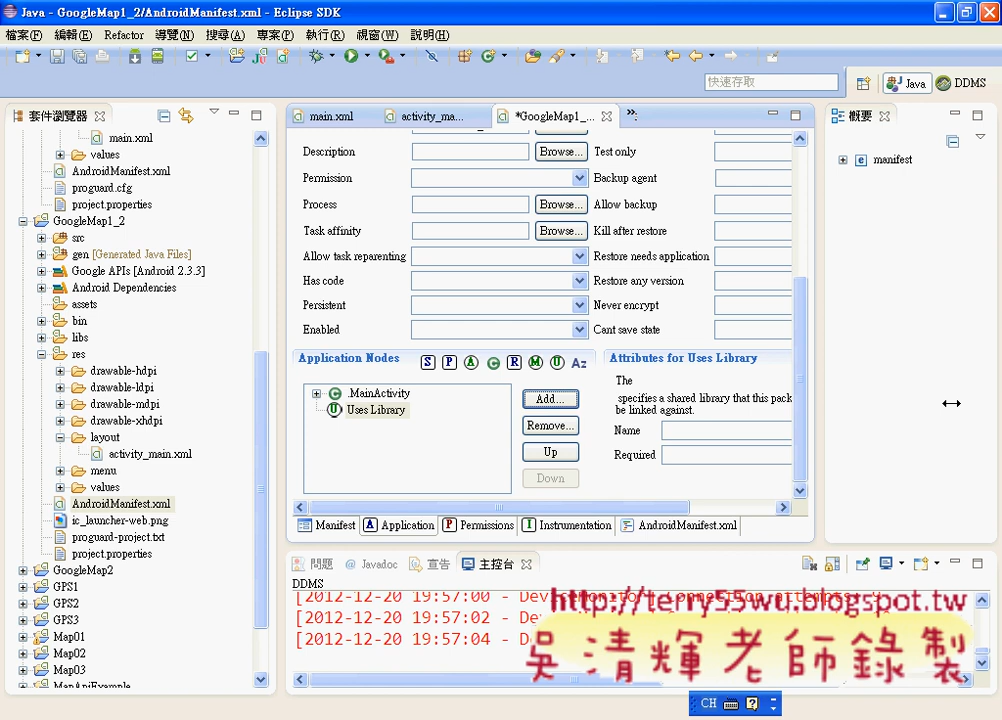 Java - GoogleMap1_2/AndroidManifest.xml - Eclipse SDK
檔案(F) 編輯(E) Refactor 導覽(N) 搜尋(A) 專案(P) 執行(R) 視窗(W) 說明(H)
快速存取
Java
DDMS
套件瀏覽器
main.xml
values
AndroidManifest.xml
proguard.cfg
project.properties
GoogleMap1_2
src
gen [Generated Java Files]
Google APIs [Android 2.3.3]
Android Dependencies
assets
bin
libs
res
drawable-hdpi
drawable-ldpi
drawable-mdpi
drawable-xhdpi
layout
activity_main.xml
menu
values
AndroidManifest.xml
ic_launcher-web.png
proguard-project.txt
project.properties
GoogleMap2
GPS1
GPS2
GPS3
Map01
Map02
Map03
MapApiExample
main.xml
activity_ma...
*GoogleMap1_...
Description Browse... Test only
Permission Backup agent
Process Browse... Allow backup
Task affinity Browse... Kill after restore
Allow task reparenting Restore needs application
Has code Restore any version
Persistent Never encrypt
Enabled Cant save state
Application Nodes
S P A C R M U Az
.MainActivity
Uses Library
Add...
Remove...
Up
Down
Attributes for Uses Library
The
specifies a shared library that this pack
be linked against.
Name
Required
Manifest A Application P Permissions I Instrumentation AndroidManifest.xml
概要
manifest
問題 @ Javadoc 宣告 主控台
DDMS
[2012-12-20 19:57:00 - DeviceMonitor] Connection attempts: 9
[2012-12-20 19:57:02 - De
[2012-12-20 19:57:04 - D
http://terry55wu.blogspot.tw
吳清輝老師錄製
CH